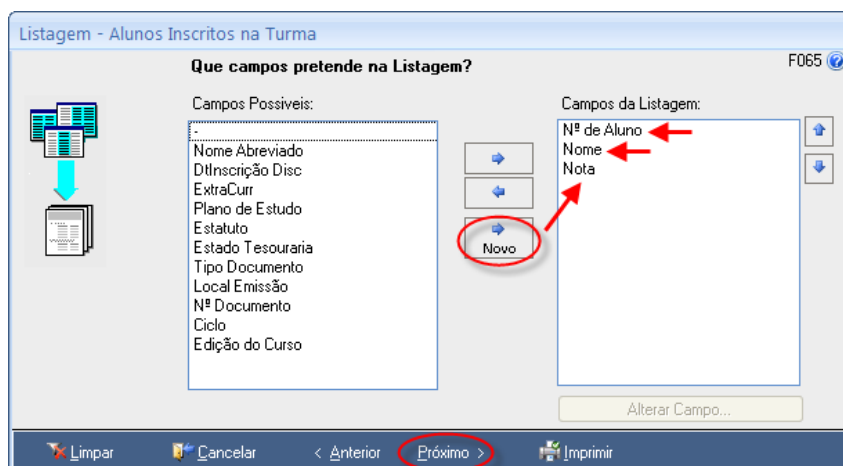 Listagem - Alunos Inscritos na Turma
Que campos pretende na Listagem?
F065
Campos Possiveis:
-
Nome Abreviado
DtInscrição Disc
ExtraCurr
Plano de Estudo
Estatuto
Estado Tesouraria
Tipo Documento
Local Emissão
Nº Documento
Ciclo
Edição do Curso
Novo
Campos da Listagem:
Nº de Aluno
Nome
Nota
Alterar Campo...
Limpar
Cancelar
< Anterior
Próximo >
Imprimir